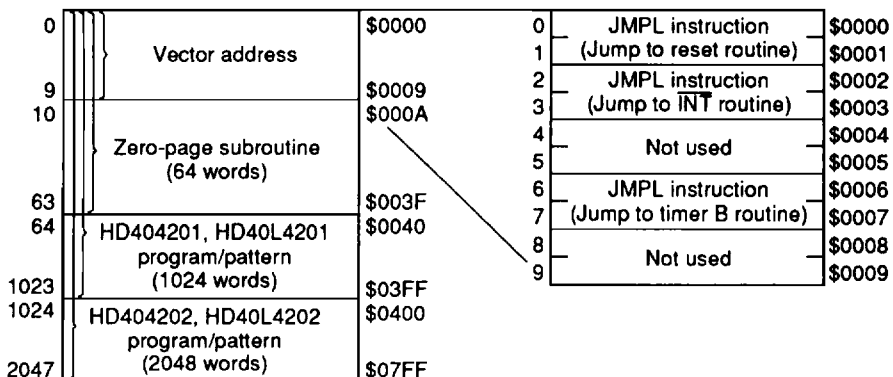 0 $0000
Vector address
9 $0009
10 $000A
Zero-page subroutine
(64 words)
63 $003F
64 $0040
HD404201, HD40L4201
program/pattern
(1024 words)
1023 $03FF
1024 $0400
HD404202, HD40L4202
program/pattern
(2048 words)
2047 $07FF
0 JMPL instruction $0000
1 (Jump to reset routine) $0001
2 JMPL instruction $0002
3 (Jump to INT routine) $0003
4 $0004
Not used
5 $0005
6 JMPL instruction $0006
7 (Jump to timer B routine) $0007
8 $0008
Not used
9 $0009